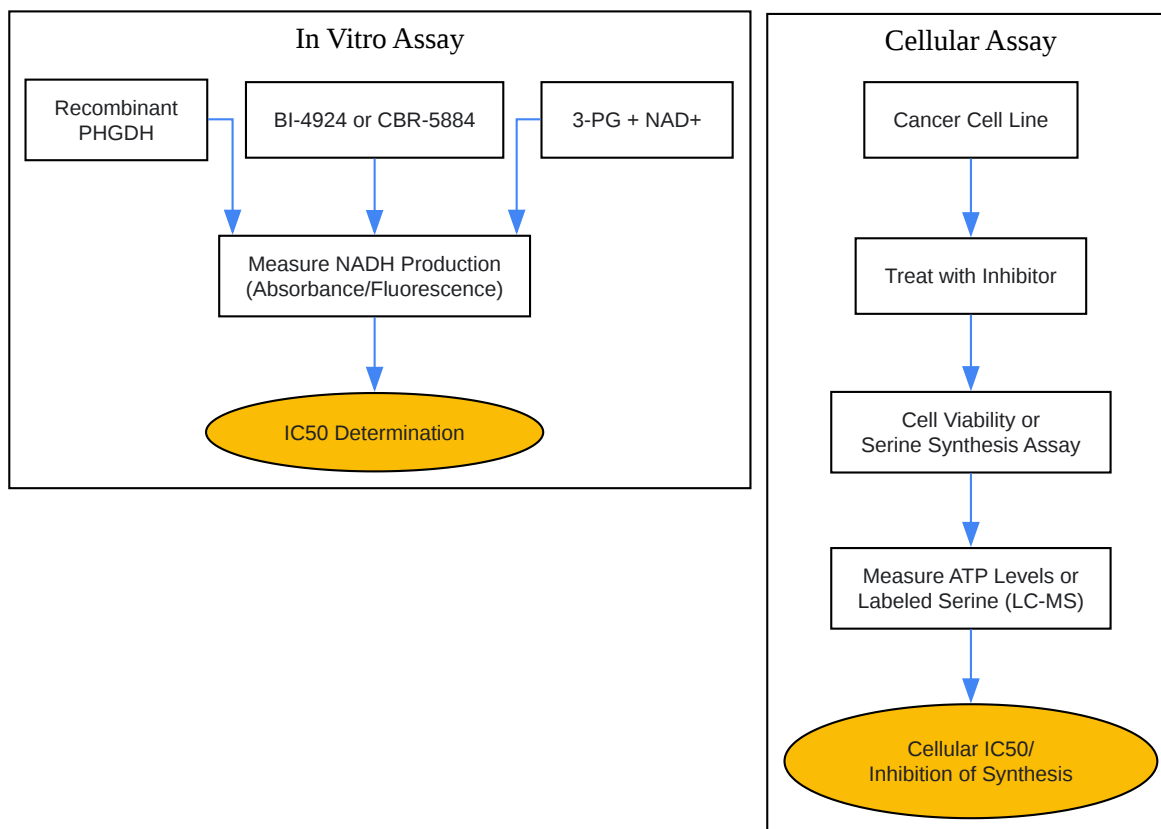 In Vitro Assay
Recombinant
PHGDH
BI-4924 or CBR-5884
3-PG + NAD+
Measure NADH Production
(Absorbance/Fluorescence)
IC50 Determination
Cellular Assay
Cancer Cell Line
Treat with Inhibitor
Cell Viability or
Serine Synthesis Assay
Measure ATP Levels or
Labeled Serine (LC-MS)
Cellular IC50/
Inhibition of Synthesis